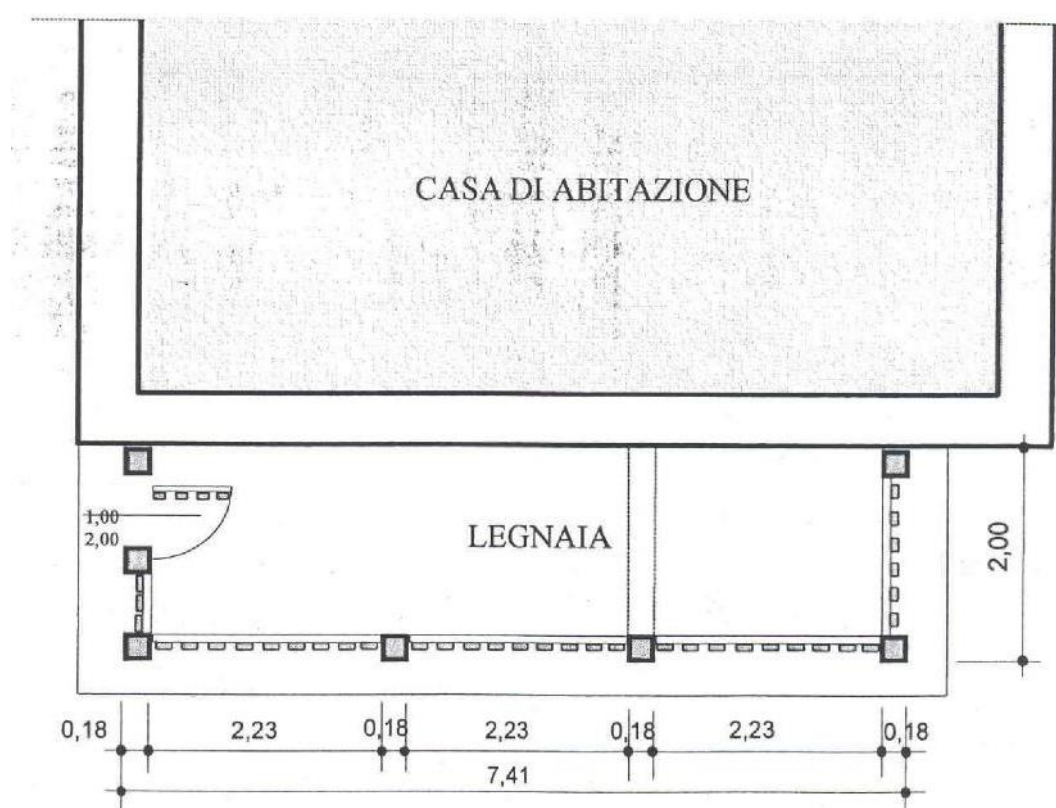 CASA DI ABITAZIONE
LEGNAIA
1,00
2,00
2,00
0,18 2,23 0,18 2,23 0,18 2,23 0,18
7,41